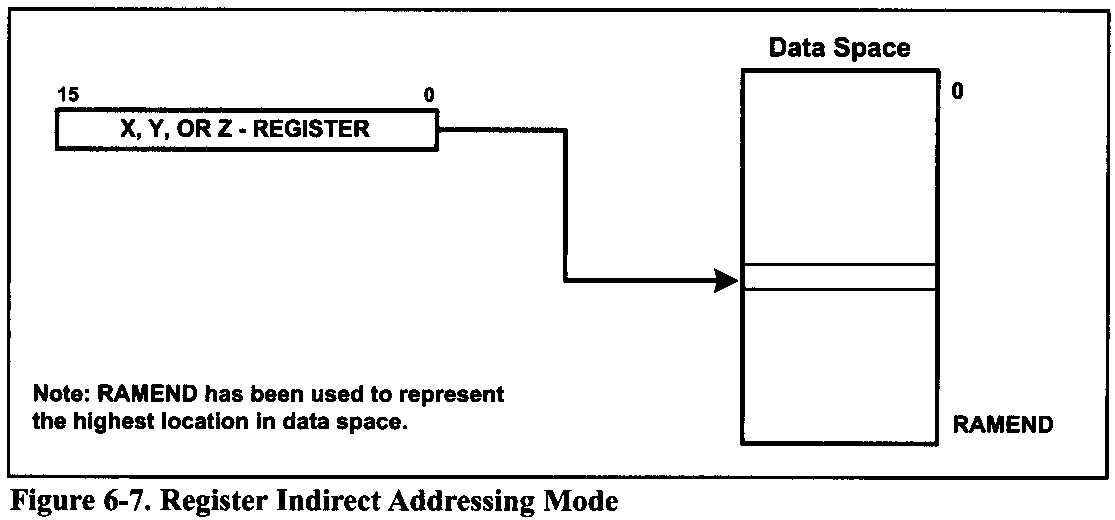 Data Space
15
0
0
X, Y, OR Z - REGISTER
Note: RAMEND has been used to represent
the highest location in data space.
RAMEND
Figure 6-7. Register Indirect Addressing Mode